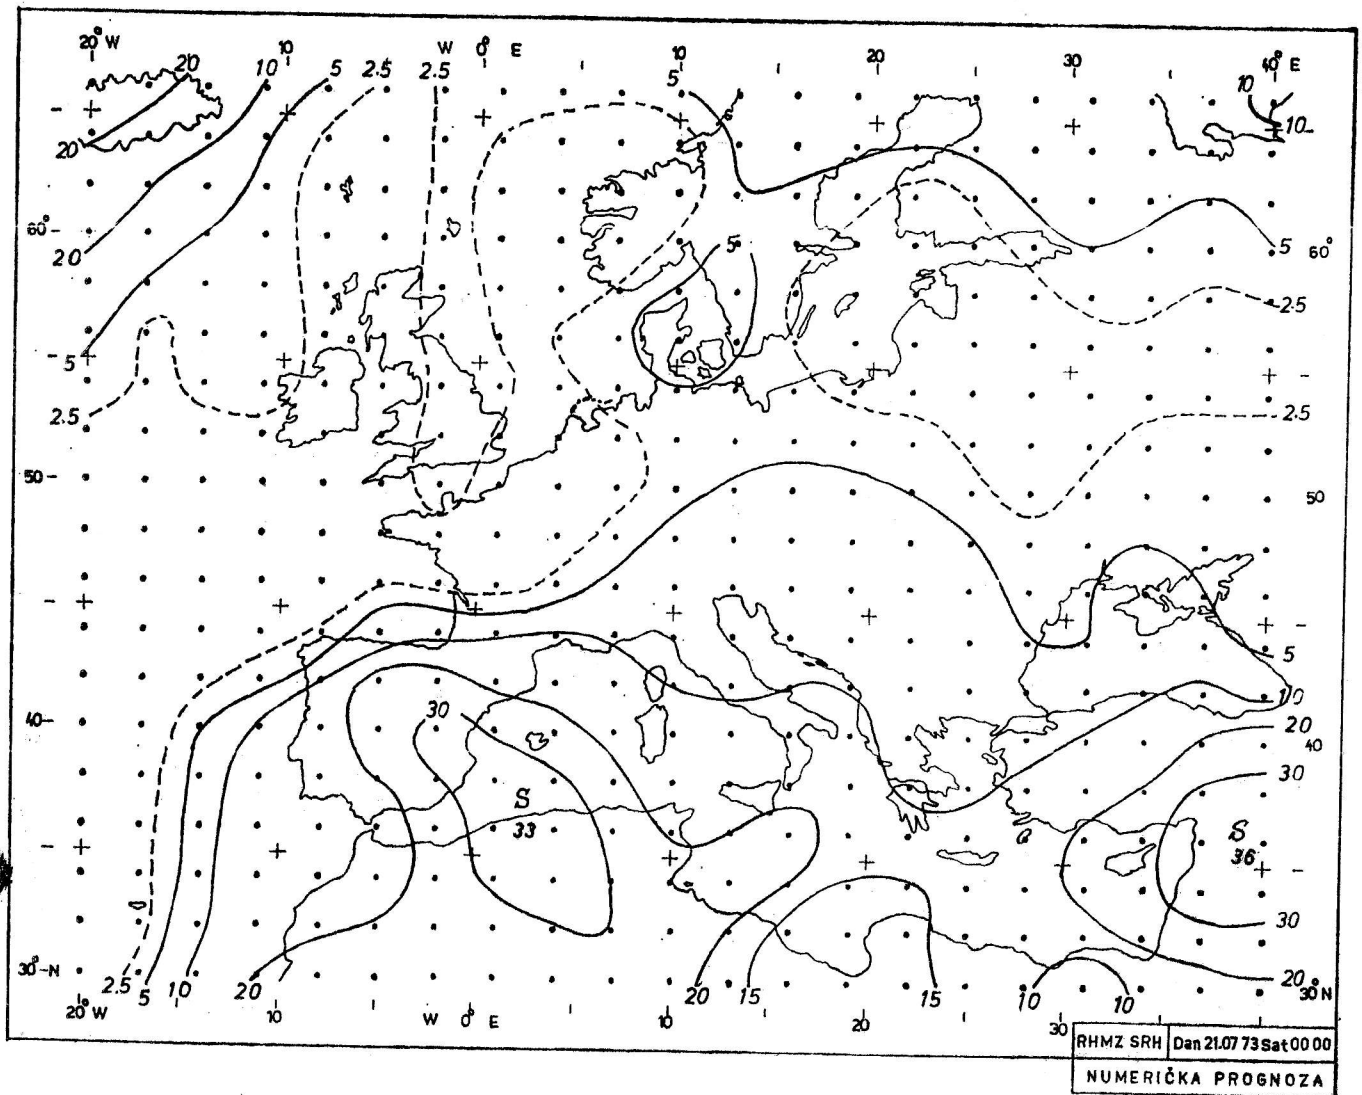 20° W 10 W 0° E 10 20 30 40° E
20 10 5 2.5 2.5 5 10
20 10
60° 20 5 5 60°
2.5
5
2.5 2.5
50 50
5
10
40 30 20 40
30
S S
33 36
30
30° N 2.5 5 10 20 20 15 15 10 10 20 30° N
20° W 10 W 0° E 10 20 30
RHMZ SRH Dan 21.07 73 Sat 00 00
NUMERIČKA PROGNOZA